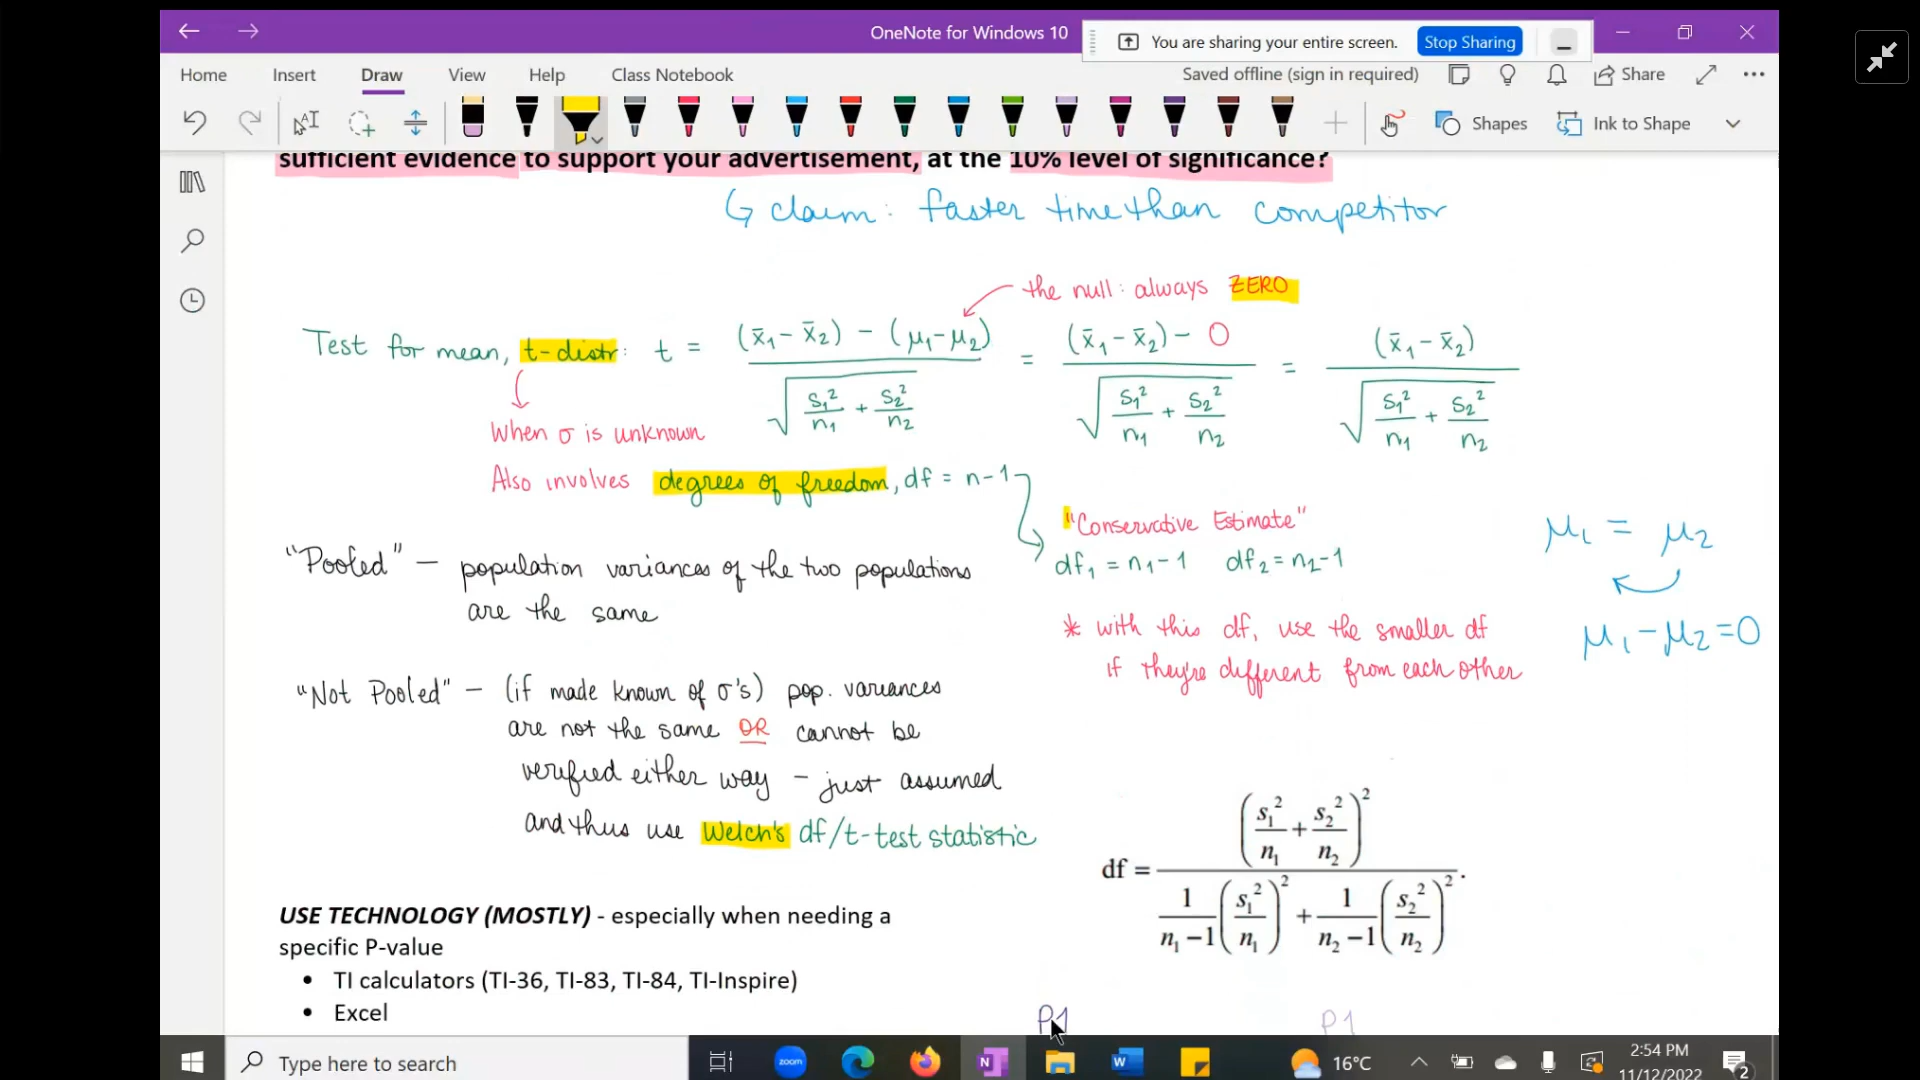 OneNote for Windows 10
You are sharing your entire screen.
Stop Sharing
Home Insert Draw View Help Class Notebook
Saved offline (sign in required)
Share
Shapes
Ink to Shape
sufficient evidence to support your advertisement, at the 10% level of significance?
↳ claim: faster time than competitor
the null: always ZERO
Test for mean, t-distr: t = (x̄₁ - x̄₂) - (μ₁-μ₂) / √(s₁²/n₁ + s₂²/n₂) = (x̄₁ - x̄₂) - 0 / √(s₁²/n₁ + s₂²/n₂) = (x̄₁ - x̄₂) / √(s₁²/n₁ + s₂²/n₂)
When σ is unknown
Also involves degrees of freedom, df = n-1
"Conservative Estimate"
df₁ = n₁-1 df₂ = n₂-1
* with this df, use the smaller df
if they're different from each other
μ₁ = μ₂
μ₁-μ₂=0
"Pooled" — population variances of the two populations
are the same
"Not Pooled" — (if made known of σ's) pop. variances
are not the same OR cannot be
verified either way - just assumed
and thus use Welch's df/t-test statistic
df = (s₁²/n₁ + s₂²/n₂)² / (1/(n₁-1) (s₁²/n₁)² + 1/(n₂-1) (s₂²/n₂)²).
USE TECHNOLOGY (MOSTLY) - especially when needing a
specific P-value
• TI calculators (TI-36, TI-83, TI-84, TI-Inspire)
• Excel
P1 P1
Type here to search
zoom
N
W
16°C
2:54 PM
11/12/2022
2